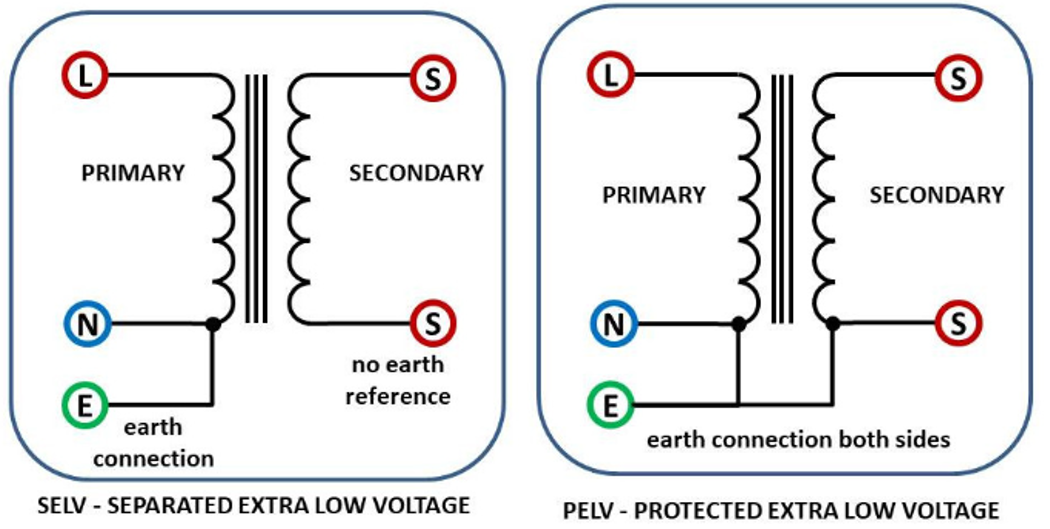 L
S
PRIMARY
SECONDARY
N
S
no earth
reference
E
earth
connection
SELV - SEPARATED EXTRA LOW VOLTAGE
L
S
PRIMARY
SECONDARY
N
S
E
earth connection both sides
PELV - PROTECTED EXTRA LOW VOLTAGE